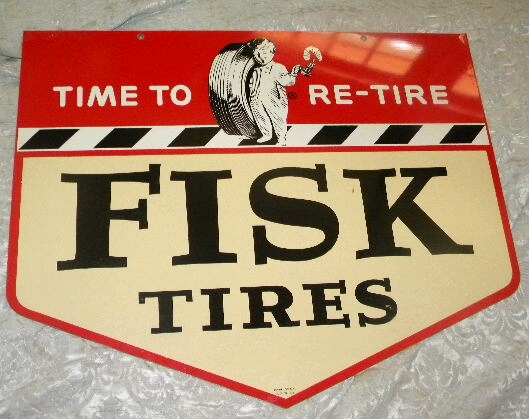 TIME TO RE-TIRE
®
FISK
TIRES